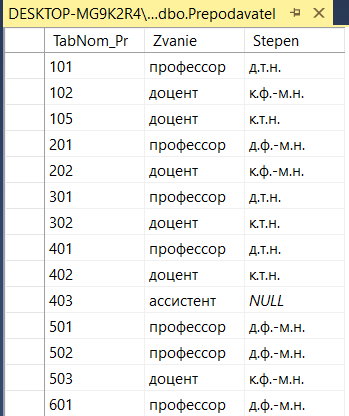 DESKTOP-MG9K2R4\...dbo.Prepodavatel
TabNom_Pr Zvanie Stepen
101 профессор д.т.н.
102 доцент к.ф.-м.н.
105 доцент к.т.н.
201 профессор д.ф.-м.н.
202 доцент к.ф.-м.н.
301 профессор д.т.н.
302 доцент к.т.н.
401 профессор д.т.н.
402 доцент к.т.н.
403 ассистент NULL
501 профессор д.ф.-м.н.
502 профессор д.ф.-м.н.
503 доцент к.ф.-м.н.
601 профессор д.ф.-м.н.